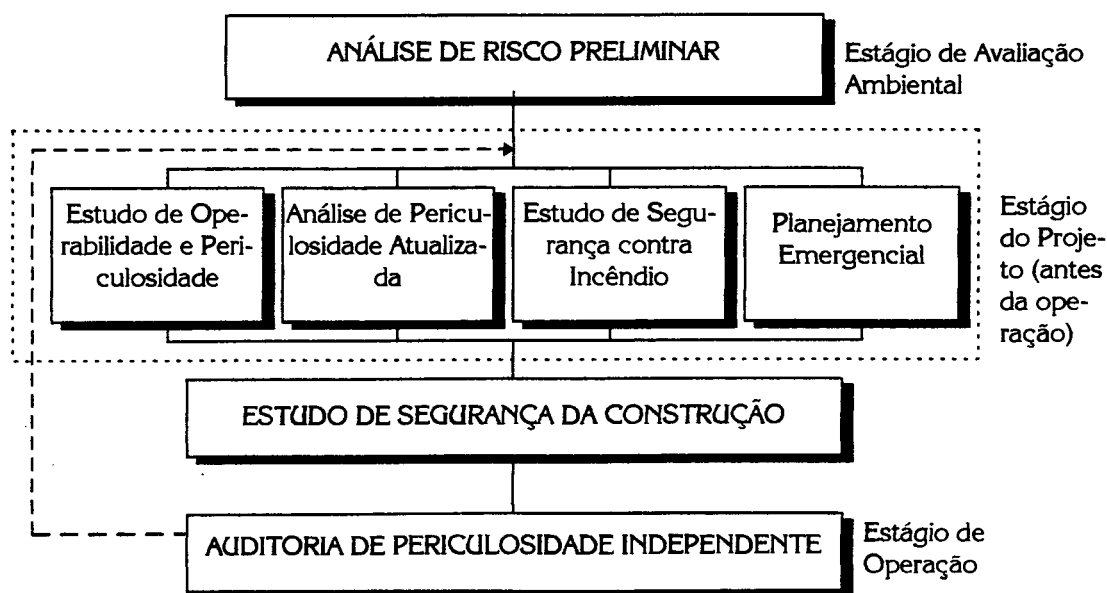 ANÁLISE DE RISCO PRELIMINAR
Estágio de Avaliação
Ambiental
Estudo de Ope-
rabilidade e Peri-
culosidade
Análise de Pericu-
losidade Atualiza-
da
Estudo de Segu-
rança contra
Incêndio
Planejamento
Emergencial
Estágio
do Proje-
to (antes
da ope-
ração)
ESTUDO DE SEGURANÇA DA CONSTRUÇÃO
AUDITORIA DE PERICULOSIDADE INDEPENDENTE
Estágio de
Operação